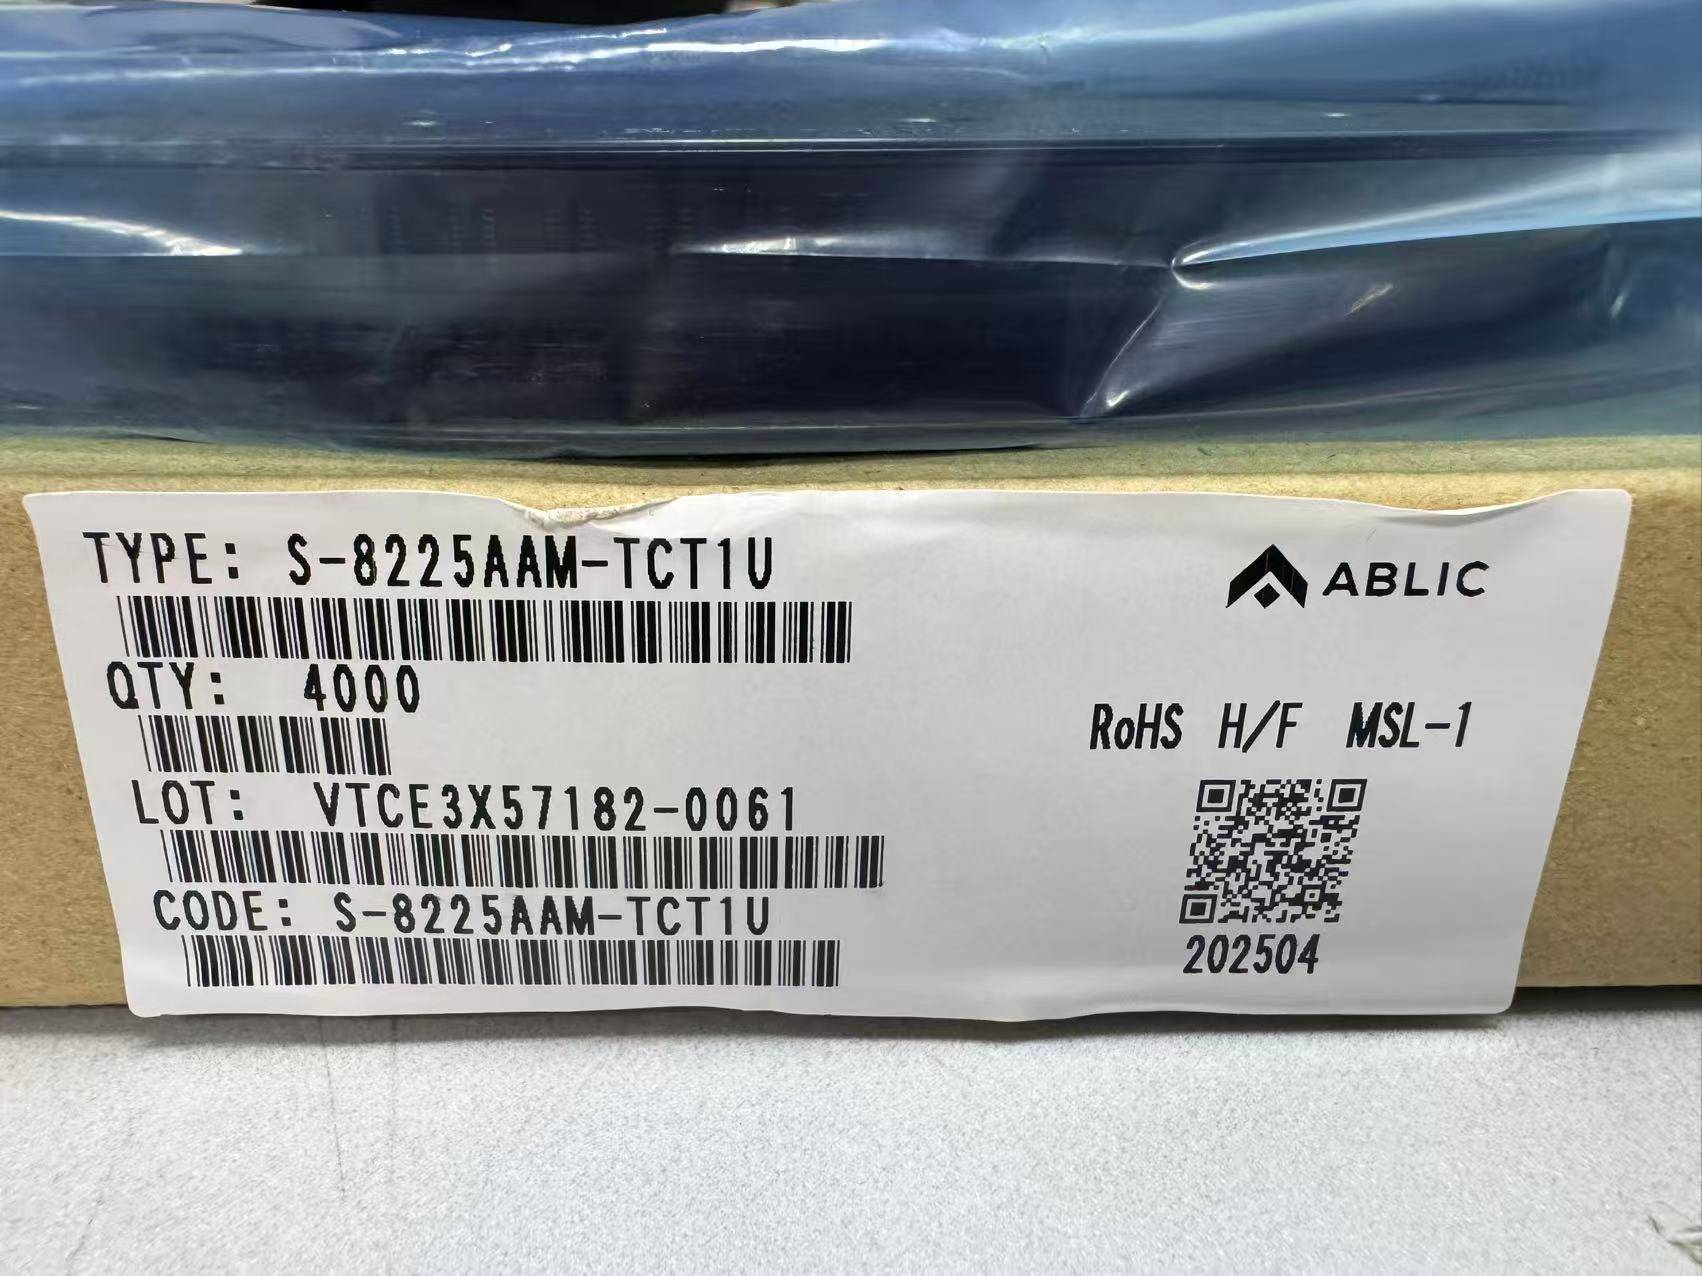 TYPE: S-8225AAM-TCT1U
ABLIC
QTY: 4000
RoHS H/F MSL-1
LOT: VTCE3X57182-0061
CODE: S-8225AAM-TCT1U
202504